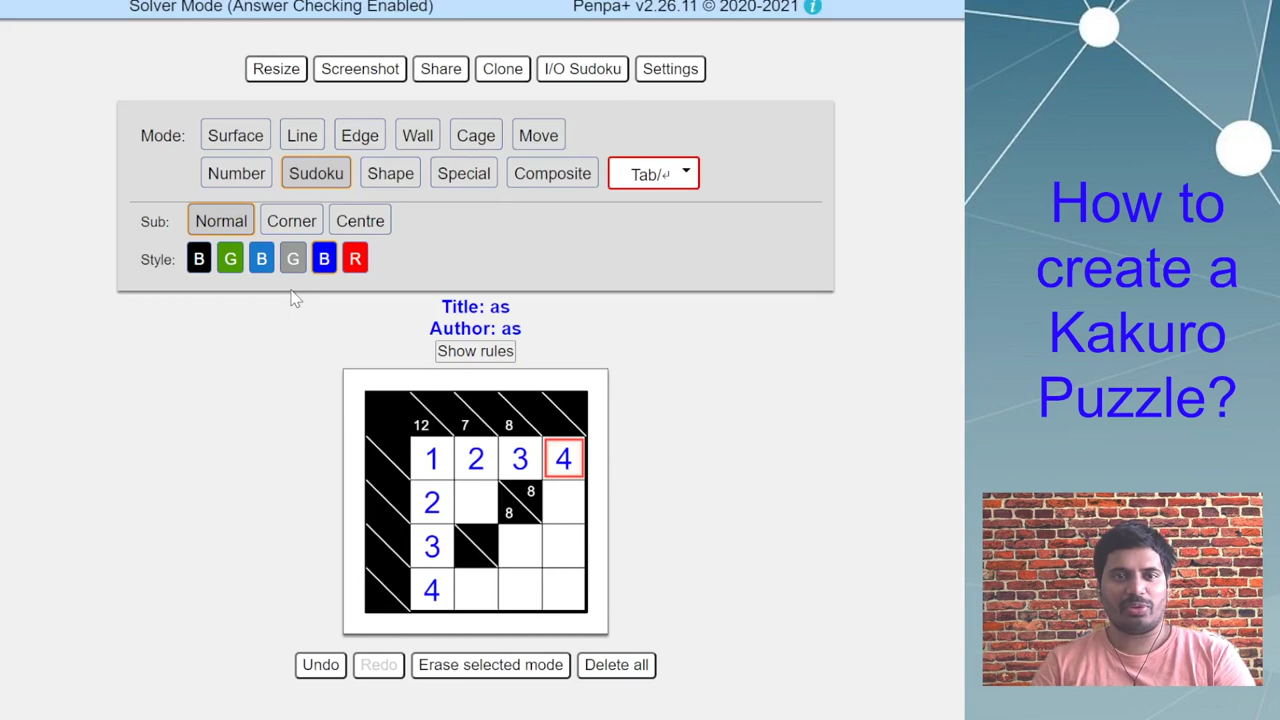 Solver Mode (Answer Checking Enabled) Penpa+ v2.26.11 © 2020-2021 i
Resize Screenshot Share Clone I/O Sudoku Settings
Mode: Surface Line Edge Wall Cage Move
Number Sudoku Shape Special Composite Tab/↵
Sub: Normal Corner Centre
Style: B G B G B R
Title: as
Author: as
Show rules
12 7 8
1 2 3 4
2 8
8
3
4
Undo Redo Erase selected mode Delete all
How to
create a
Kakuro
Puzzle?